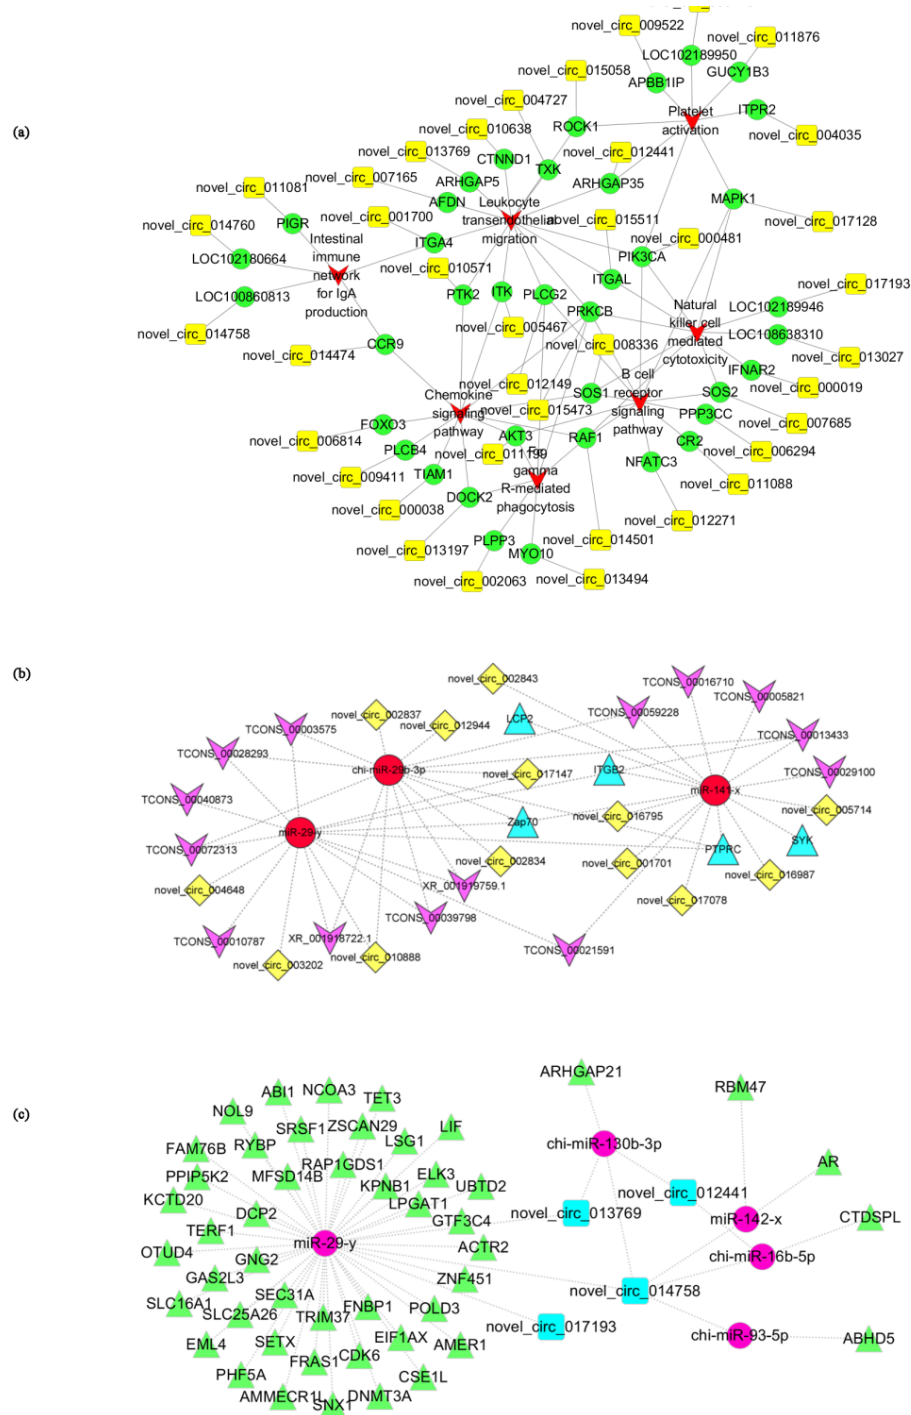 (a)
novel_circ_009522
novel_circ_011876
LOC102189950
GUCY1B3
novel_circ_015058
APBB1IP
novel_circ_004727
ITPR2
Platelet
activation
novel_circ_010638
ROCK1
novel_circ_004035
novel_circ_013769
CTNND1
TXK
novel_circ_012441
novel_circ_007165
ARHGAP5
ARHGAP35
novel_circ_011081
AFDN
Leukocyte
transendothelial
migration
MAPK1
novel_circ_014760
PIGR
novel_circ_001700
novel_circ_015511
novel_circ_017128
Intestinal
immune
network
for IgA
production
ITGA4
novel_circ_000481
LOC102180664
PIK3CA
novel_circ_010571
ITGAL
novel_circ_017193
LOC100860813
PTK2
ITK
PLCG2
PRKCB
Natural
killer cell
mediated
cytotoxicity
LOC102189946
novel_circ_014758
novel_circ_005467
LOC108638310
CCR9
novel_circ_008336
novel_circ_014474
novel_circ_013027
IFNAR2
B cell
receptor
signaling
pathway
novel_circ_012149
SOS1
SOS2
novel_circ_000019
Chemokine
signaling
pathway
novel_circ_015473
PPP3CC
novel_circ_007685
FOXO3
AKT3
RAF1
CR2
novel_circ_006814
PLCB4
Fc
gamma
R-mediated
phagocytosis
novel_circ_006294
NFATC3
novel_circ_009411
TIAM1
novel_circ_011088
novel_circ_000038
DOCK2
novel_circ_012271
PLPP3
novel_circ_014501
novel_circ_013197
MYO10
novel_circ_002063
novel_circ_013494
(b)
novel_circ_002843
TCONS_00016710
TCONS_00005821
novel_circ_002837
LCP2
TCONS_00059228
TCONS_00003575
novel_circ_012944
TCONS_00013433
TCONS_00028293
chi-miR-29b-3p
novel_circ_017147
ITGB2
TCONS_00029100
TCONS_00040873
miR-141-x
novel_circ_005714
miR-29-y
Zap70
novel_circ_016795
TCONS_00072313
PTPRC
SYK
novel_circ_002834
novel_circ_001701
novel_circ_004648
XR_001919759.1
novel_circ_016987
novel_circ_017078
TCONS_00010787
XR_001918722.1
TCONS_00039798
novel_circ_003202
novel_circ_010888
TCONS_00021591
(c)
ARHGAP21
RBM47
ABI1
NCOA3
TET3
NOL9
SRSF1
ZSCAN29
LIF
FAM76B
RYBP
LSG1
chi-miR-130b-3p
PPIP5K2
MFSD14B
RAP1GDS1
AR
KCTD20
KPNB1
ELK3
UBTD2
novel_circ_012441
DCP2
LPGAT1
novel_circ_013769
TERF1
GTF3C4
miR-142-x
CTDSPL
OTUD4
miR-29-y
ACTR2
chi-miR-16b-5p
GNG2
GAS2L3
ZNF451
novel_circ_014758
SLC16A1
SEC31A
SLC25A26
FNBP1
POLD3
TRIM37
novel_circ_017193
chi-miR-93-5p
EML4
SETX
EIF1AX
AMER1
ABHD5
FRAS1
CDK6
PHF5A
CSE1L
AMMECR1L
SNX1
DNMT3A